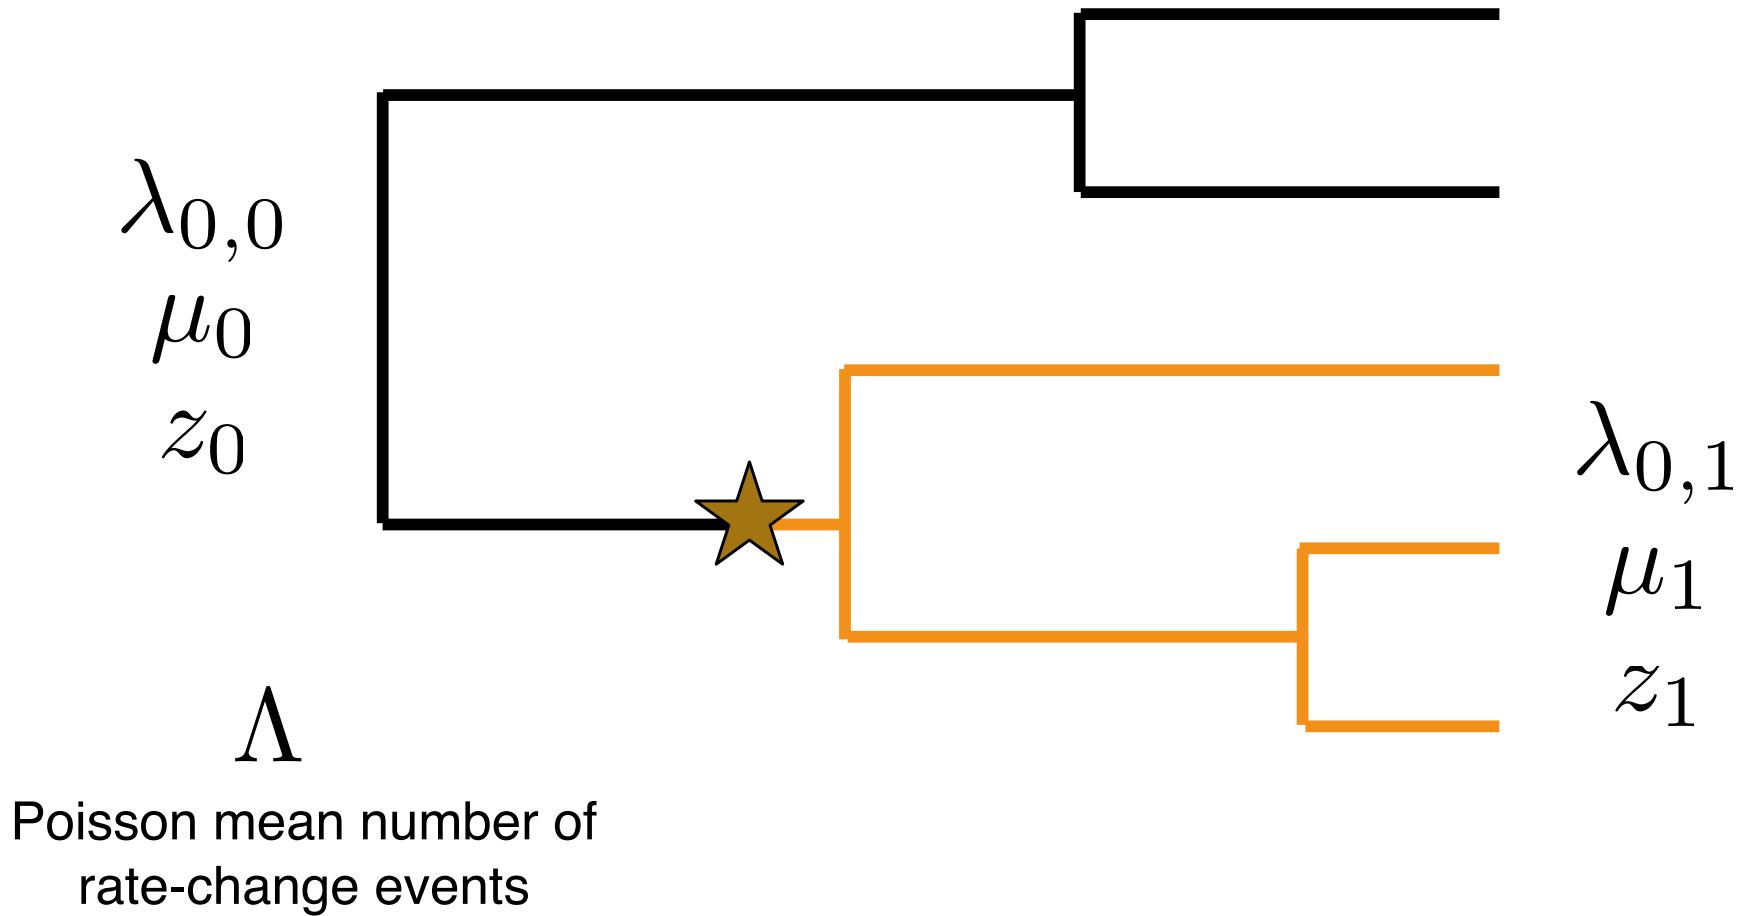 λ₀,₀
μ₀
z₀
λ₀,₁
μ₁
z₁
Λ
Poisson mean number of
rate-change events